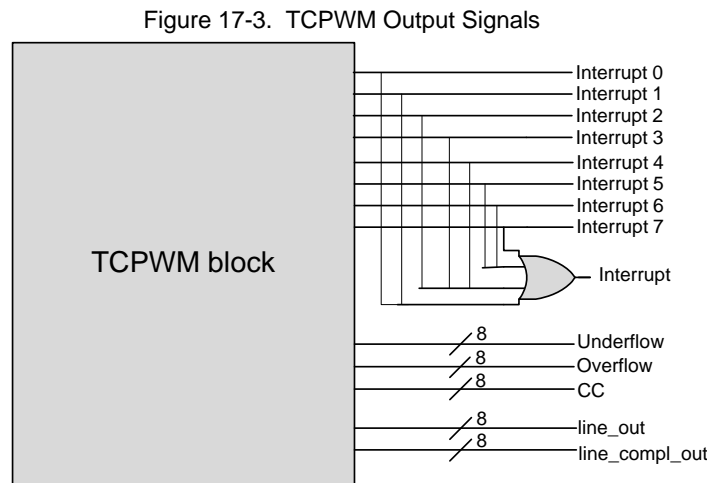 Figure 17-3. TCPWM Output Signals
Interrupt 0
Interrupt 1
Interrupt 2
Interrupt 3
Interrupt 4
Interrupt 5
Interrupt 6
Interrupt 7
TCPWM block
Interrupt
8
Underflow
8
Overflow
8
CC
8
line_out
8
line_compl_out